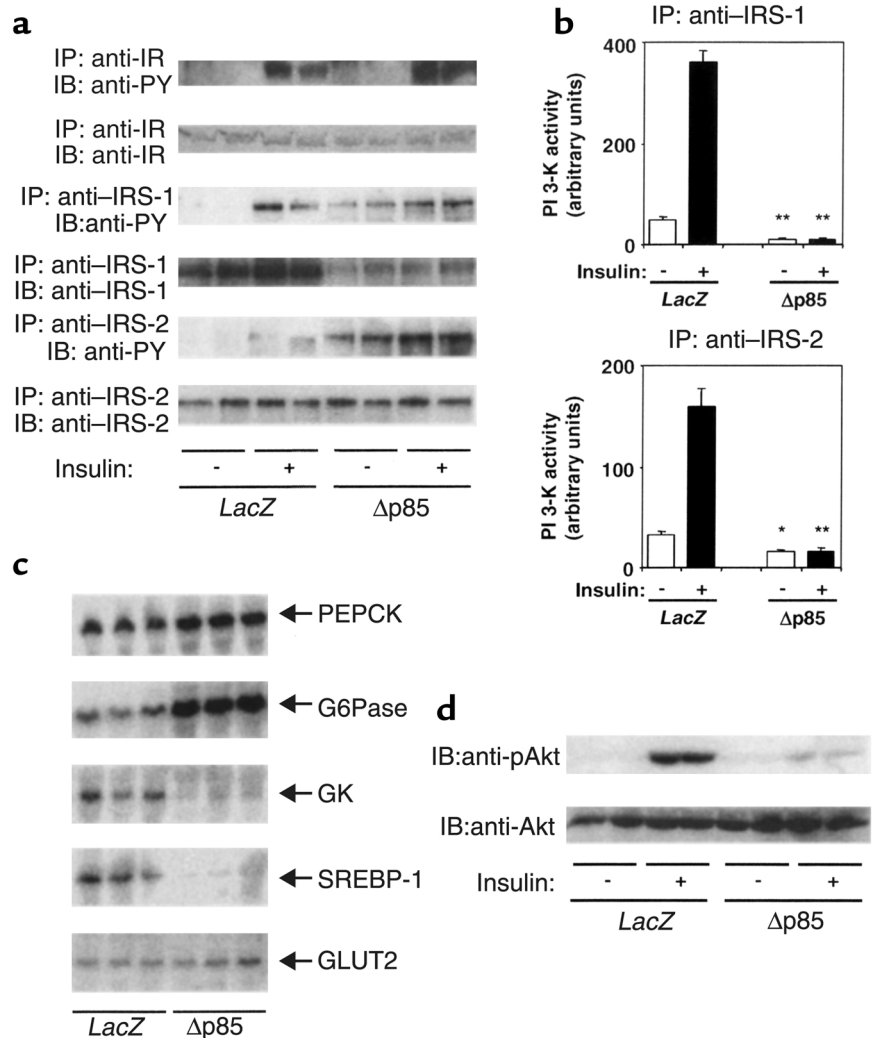 a
IP: anti-IR
IB: anti-PY
IP: anti-IR
IB: anti-IR
IP: anti–IRS-1
IB:anti-PY
IP: anti–IRS-1
IB: anti–IRS-1
IP: anti–IRS-2
IB: anti-PY
IP: anti–IRS-2
IB: anti–IRS-2
Insulin: - + - +
LacZ Δp85
b
IP: anti–IRS-1
PI 3-K activity
(arbitrary units)
400
200
0
** **
Insulin: - + - +
LacZ Δp85
IP: anti–IRS-2
PI 3-K activity
(arbitrary units)
200
100
0
* **
Insulin: - + - +
LacZ Δp85
c
PEPCK
G6Pase
GK
SREBP-1
GLUT2
LacZ Δp85
d
IB:anti-pAkt
IB:anti-Akt
Insulin: - + - +
LacZ Δp85